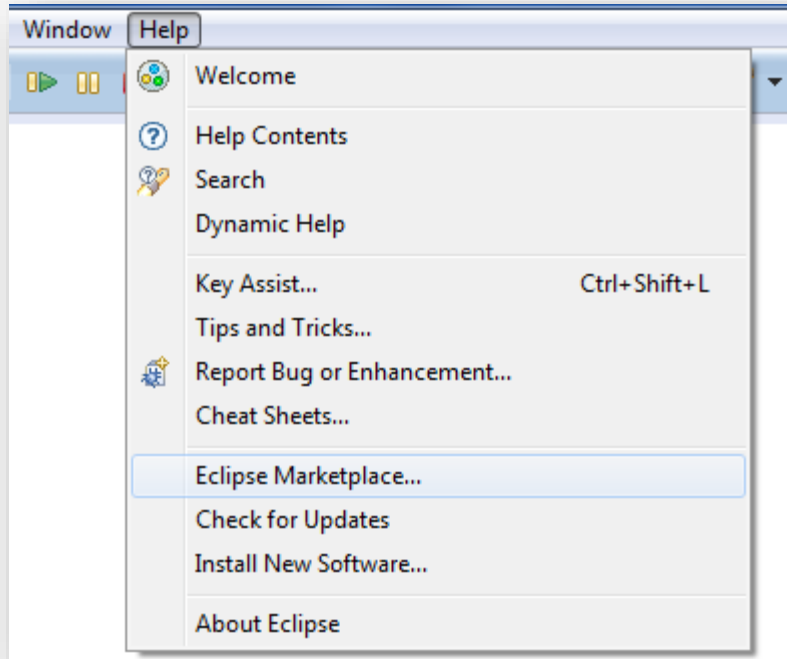 Window Help
Welcome
Help Contents
Search
Dynamic Help
Key Assist... Ctrl+Shift+L
Tips and Tricks...
Report Bug or Enhancement...
Cheat Sheets...
Eclipse Marketplace...
Check for Updates
Install New Software...
About Eclipse